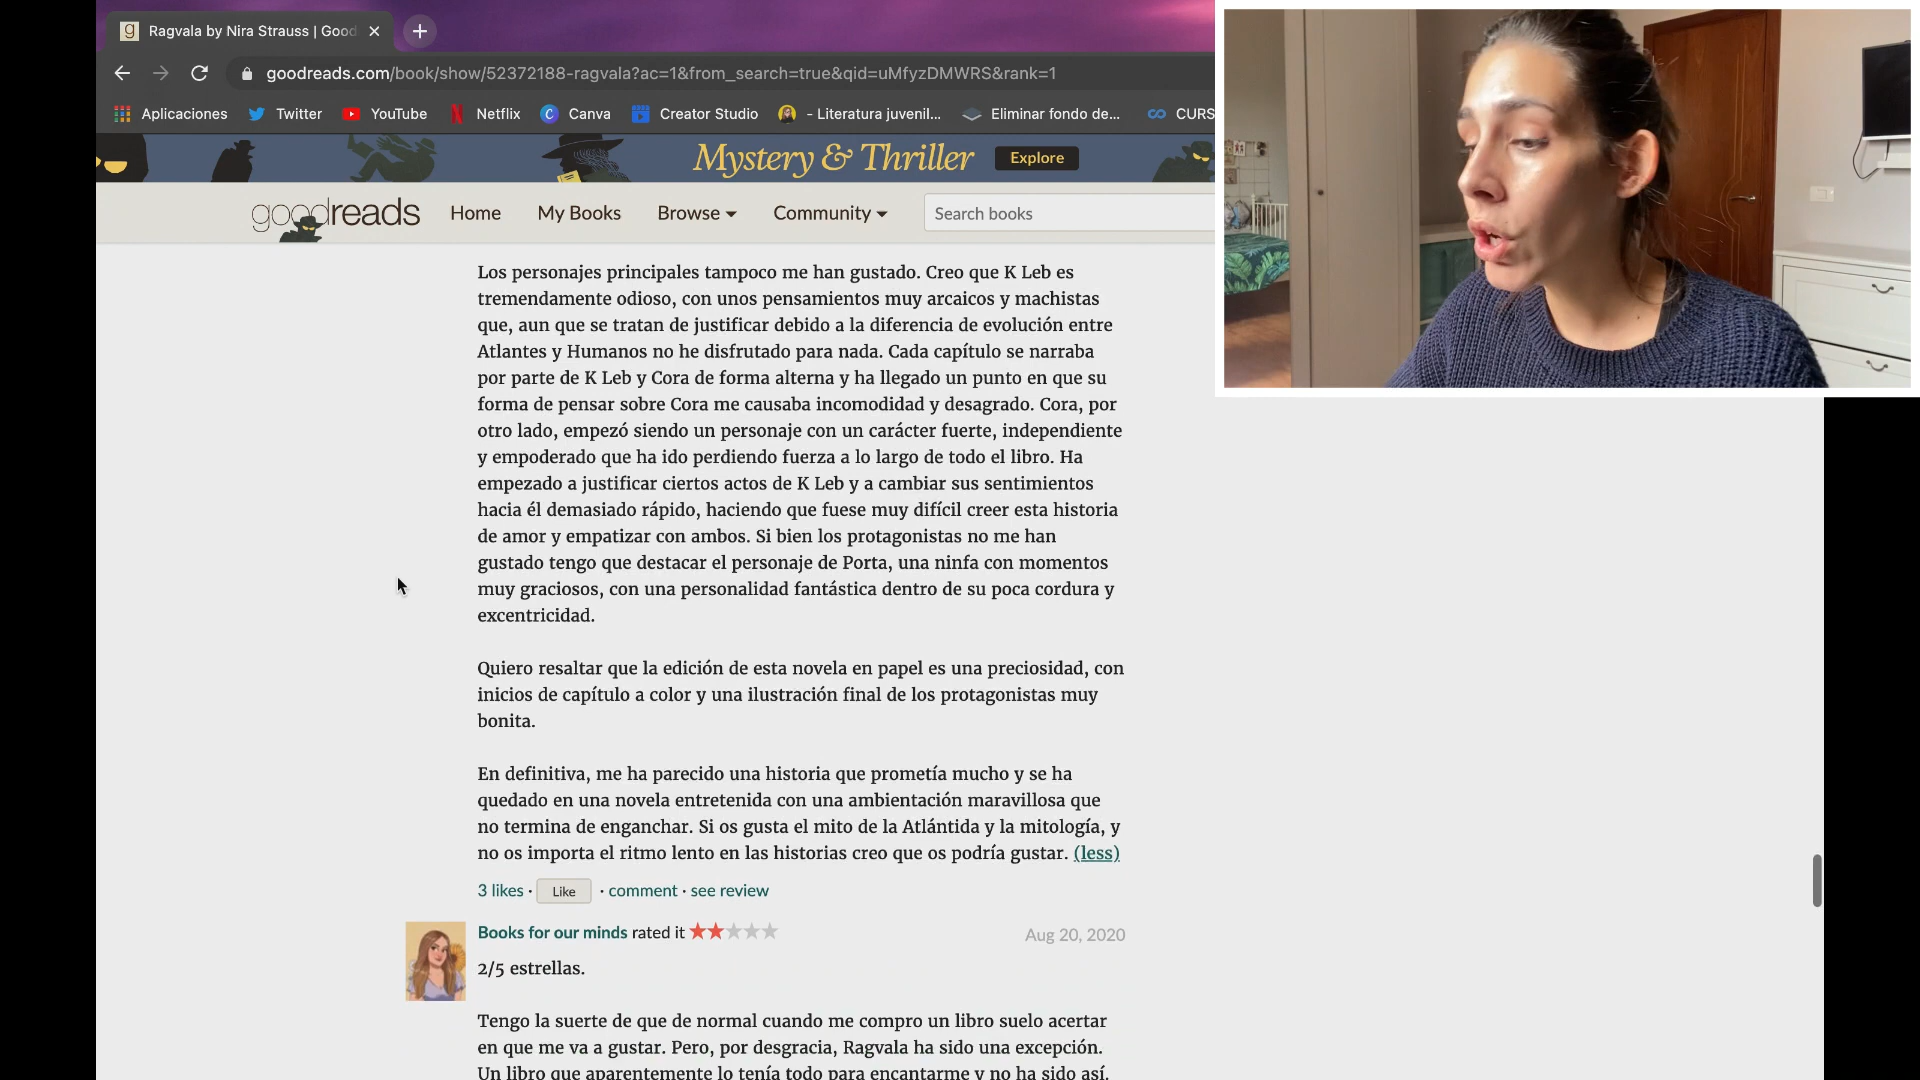 Ragvala by Nira Strauss | Good
goodreads.com/book/show/52372188-ragvala?ac=1&from_search=true&qid=uMfyzDMWRS&rank=1
Aplicaciones Twitter YouTube Netflix Canva Creator Studio - Literatura juvenil... Eliminar fondo de... CURS
Mystery & Thriller Explore
goodreads Home My Books Browse Community Search books
Los personajes principales tampoco me han gustado. Creo que K Leb es
tremendamente odioso, con unos pensamientos muy arcaicos y machistas
que, aun que se tratan de justificar debido a la diferencia de evolución entre
Atlantes y Humanos no he disfrutado para nada. Cada capítulo se narraba
por parte de K Leb y Cora de forma alterna y ha llegado un punto en que su
forma de pensar sobre Cora me causaba incomodidad y desagrado. Cora, por
otro lado, empezó siendo un personaje con un carácter fuerte, independiente
y empoderado que ha ido perdiendo fuerza a lo largo de todo el libro. Ha
empezado a justificar ciertos actos de K Leb y a cambiar sus sentimientos
hacia él demasiado rápido, haciendo que fuese muy difícil creer esta historia
de amor y empatizar con ambos. Si bien los protagonistas no me han
gustado tengo que destacar el personaje de Porta, una ninfa con momentos
muy graciosos, con una personalidad fantástica dentro de su poca cordura y
excentricidad.
Quiero resaltar que la edición de esta novela en papel es una preciosidad, con
inicios de capítulo a color y una ilustración final de los protagonistas muy
bonita.
En definitiva, me ha parecido una historia que prometía mucho y se ha
quedado en una novela entretenida con una ambientación maravillosa que
no termina de enganchar. Si os gusta el mito de la Atlántida y la mitología, y
no os importa el ritmo lento en las historias creo que os podría gustar. (less)
3 likes · Like · comment · see review
Books for our minds rated it Aug 20, 2020
2/5 estrellas.
Tengo la suerte de que de normal cuando me compro un libro suelo acertar
en que me va a gustar. Pero, por desgracia, Ragvala ha sido una excepción.
Un libro que aparentemente lo tenía todo para encantarme y no ha sido así.